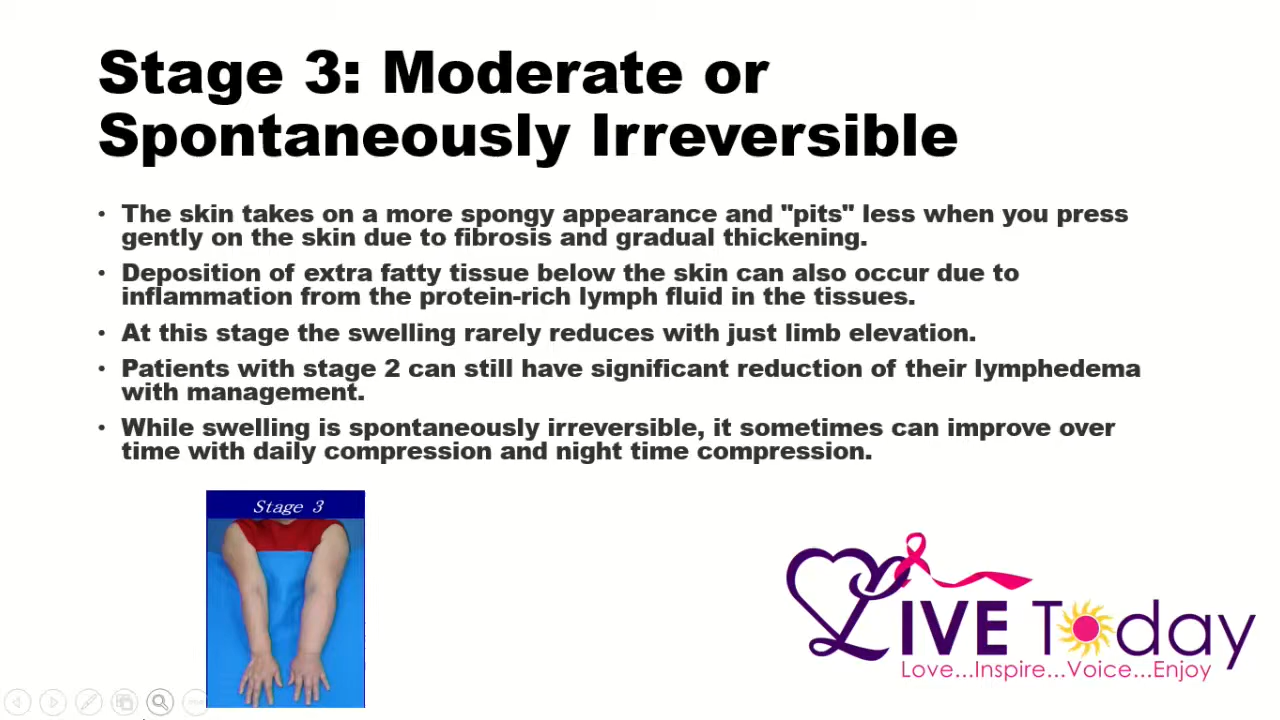 Stage 3: Moderate or
Spontaneously Irreversible
• The skin takes on a more spongy appearance and "pits" less when you press
gently on the skin due to fibrosis and gradual thickening.
• Deposition of extra fatty tissue below the skin can also occur due to
inflammation from the protein-rich lymph fluid in the tissues.
• At this stage the swelling rarely reduces with just limb elevation.
• Patients with stage 2 can still have significant reduction of their lymphedema
with management.
• While swelling is spontaneously irreversible, it sometimes can improve over
time with daily compression and night time compression.
Stage 3
LIVE Today
Love...Inspire...Voice...Enjoy